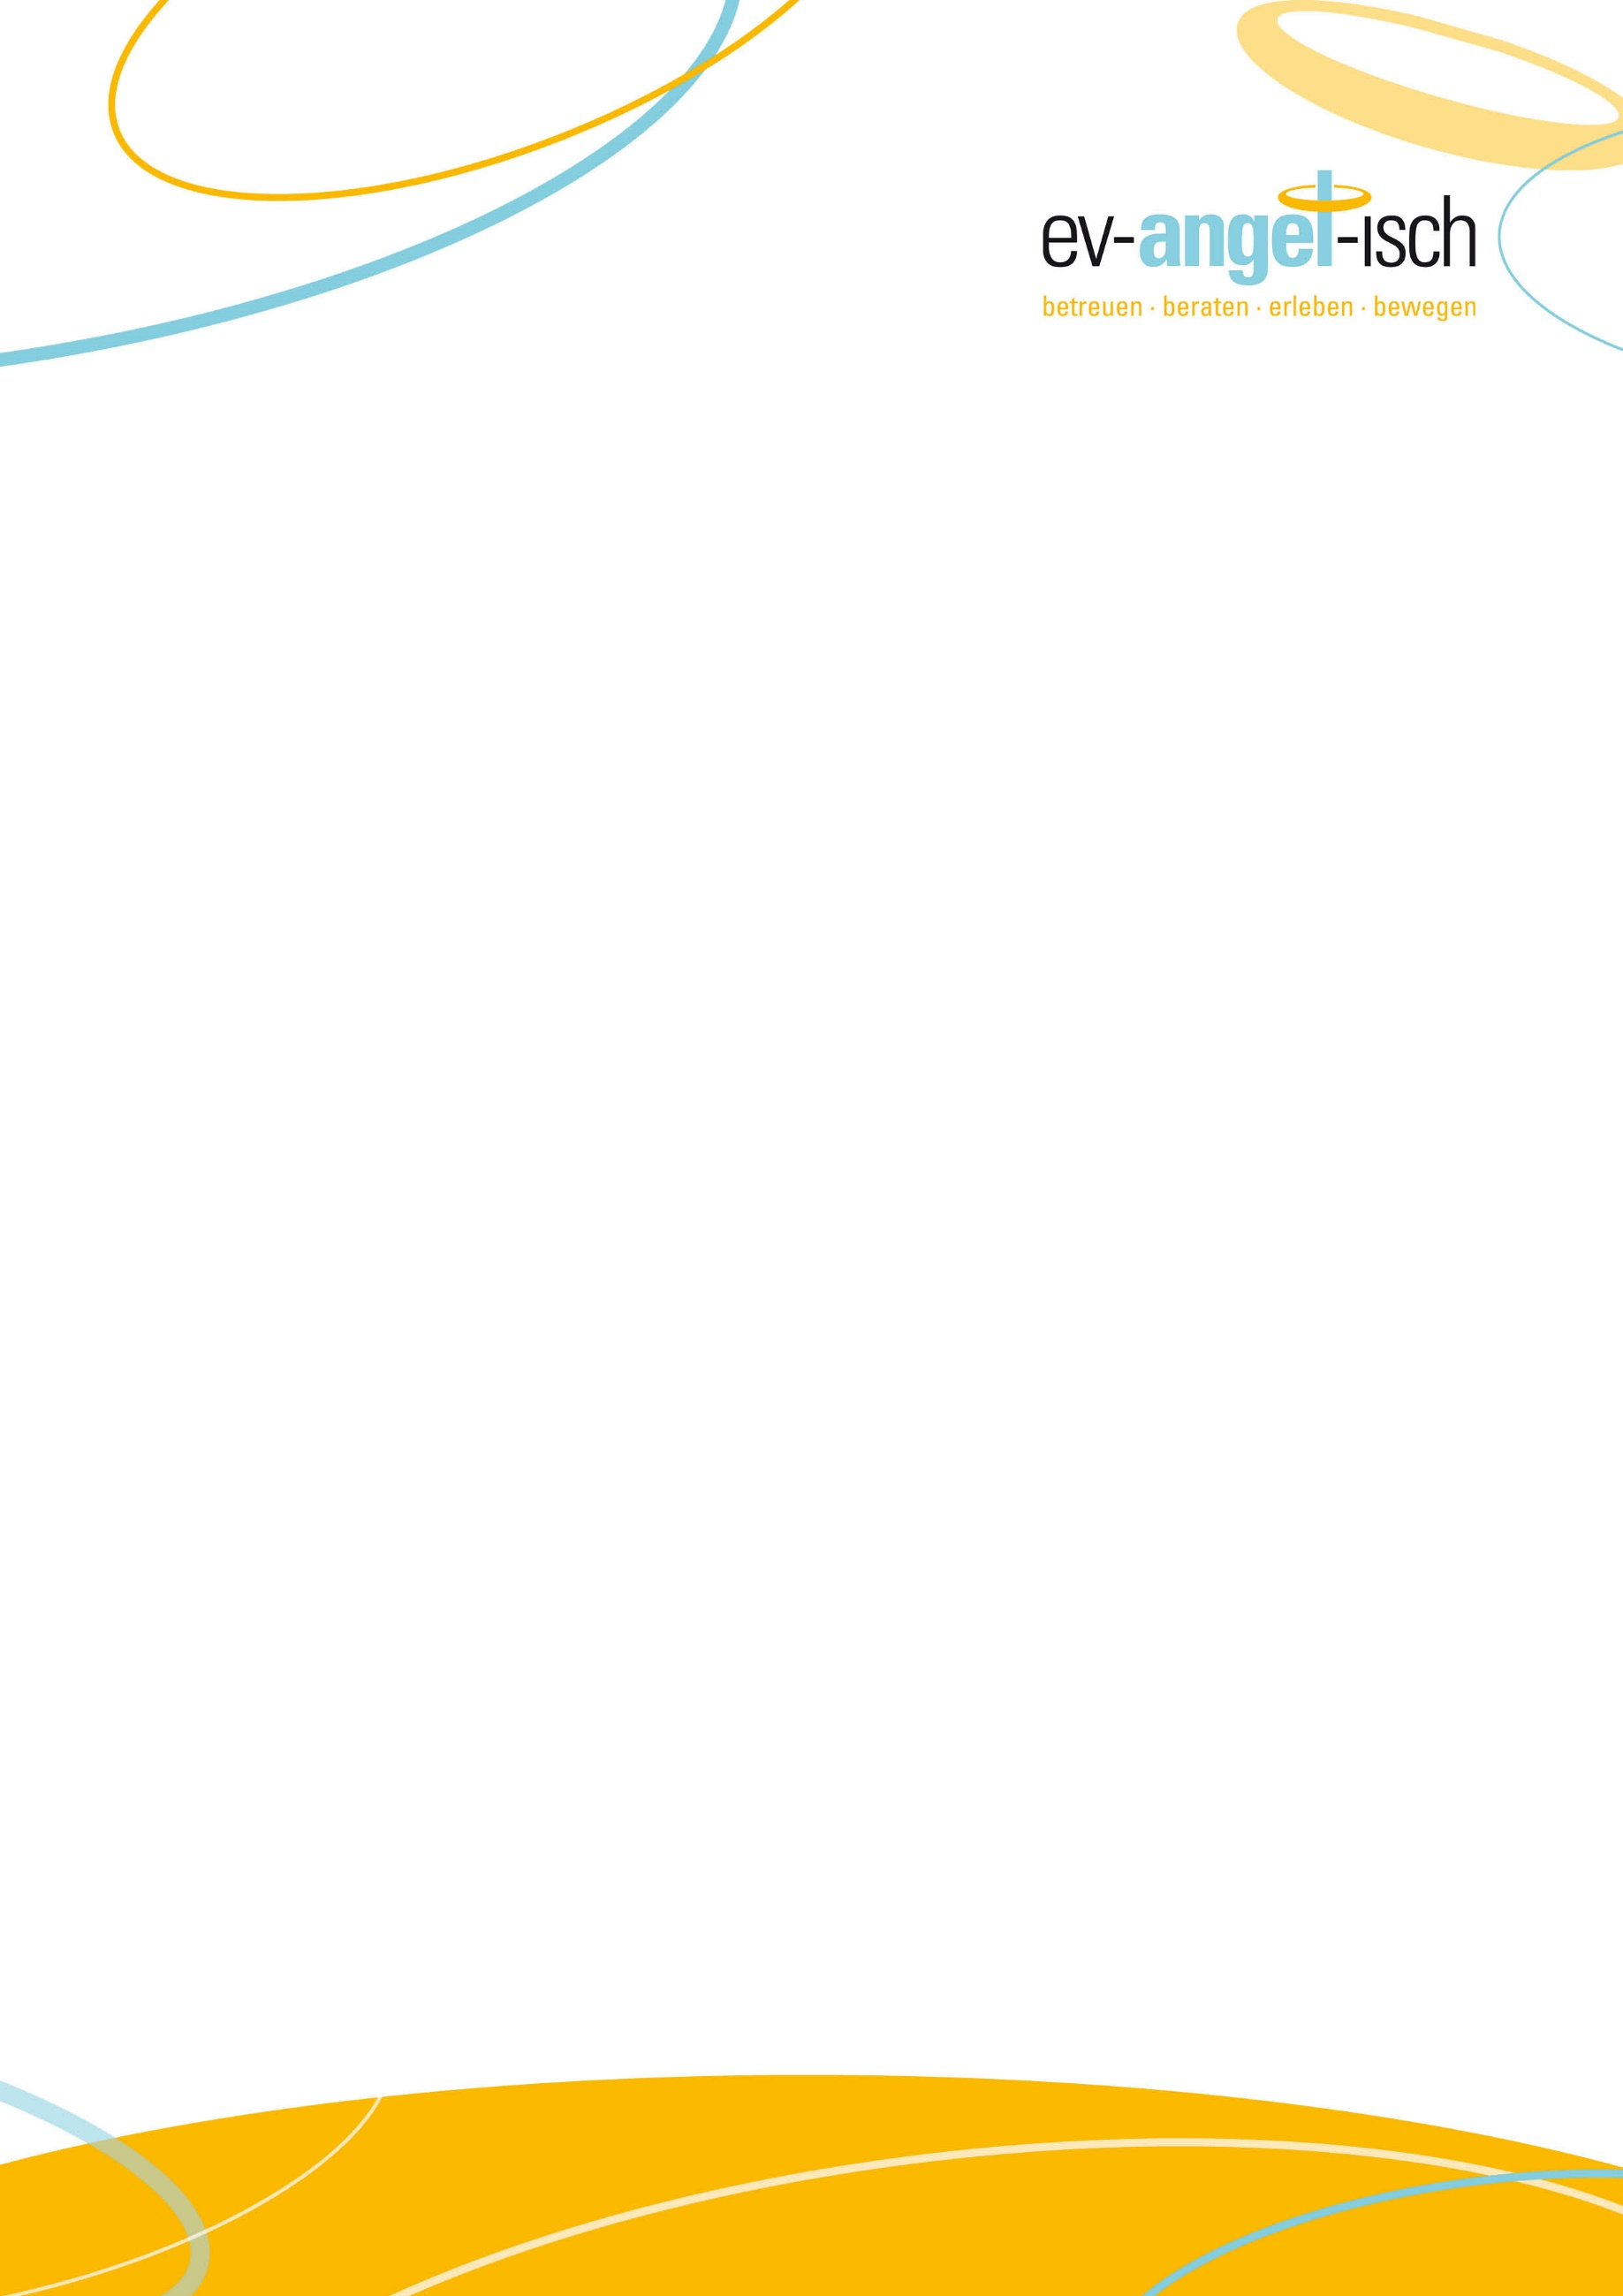 ev-angel-isch
betreuen · beraten · erleben · bewegen